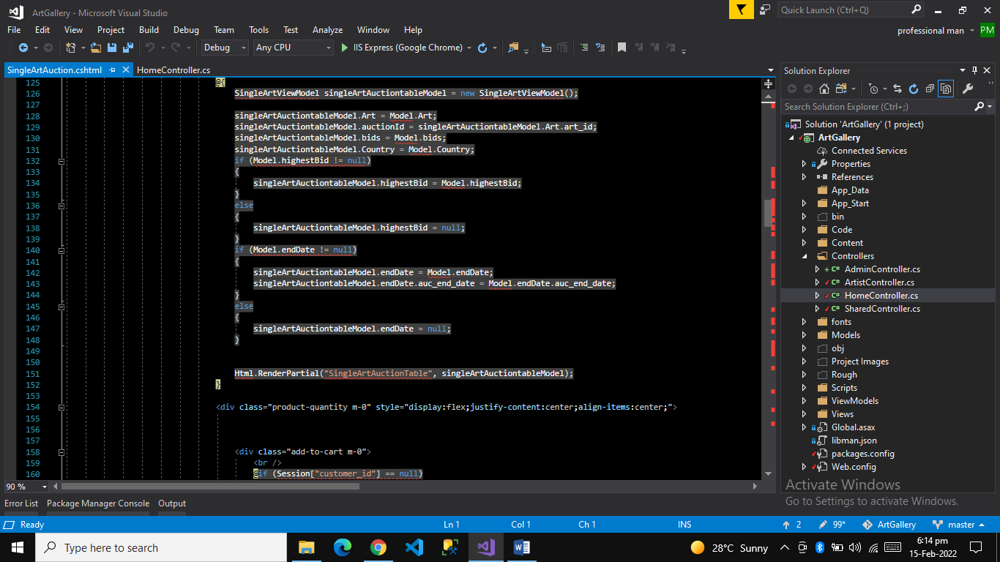 ArtGallery - Microsoft Visual Studio
Quick Launch (Ctrl+Q)
File Edit View Project Build Debug Team Tools Test Analyze Window Help
professional man PM
Debug Any CPU IIS Express (Google Chrome)
SingleArtAuction.cshtml HomeController.cs
125 @{
126 SingleArtViewModel singleArtAuctiontableModel = new SingleArtViewModel();
127
128 singleArtAuctiontableModel.Art = Model.Art;
129 singleArtAuctiontableModel.auctionId = singleArtAuctiontableModel.Art.art_id;
130 singleArtAuctiontableModel.bids = Model.bids;
131 singleArtAuctiontableModel.Country = Model.Country;
132 if (Model.highestBid != null)
133 {
134 singleArtAuctiontableModel.highestBid = Model.highestBid;
135 }
136 else
137 {
138 singleArtAuctiontableModel.highestBid = null;
139 }
140 if (Model.endDate != null)
141 {
142 singleArtAuctiontableModel.endDate = Model.endDate;
143 singleArtAuctiontableModel.endDate.auc_end_date = Model.endDate.auc_end_date;
144 }
145 else
146 {
147 singleArtAuctiontableModel.endDate = null;
148 }
149
150
151 Html.RenderPartial("SingleArtAuctionTable", singleArtAuctiontableModel);
152 }
153
154 <div class="product-quantity m-0" style="display:flex;justify-content:center;align-items:center;">
155
156
157
158 <div class="add-to-cart m-0">
159 <br />
160 @if (Session["customer_id"] == null)
90 %
Solution Explorer
Search Solution Explorer (Ctrl+;)
Solution 'ArtGallery' (1 project)
ArtGallery
Connected Services
Properties
References
App_Data
App_Start
bin
Code
Content
Controllers
C# AdminController.cs
C# ArtistController.cs
C# HomeController.cs
C# SharedController.cs
fonts
Models
obj
Project Images
Rough
Scripts
ViewModels
Views
Global.asax
libman.json
packages.config
Web.config
Activate Windows
Go to Settings to activate Windows.
Error List Package Manager Console Output
Ready Ln 1 Col 1 Ch 1 INS 2 99* ArtGallery master
Type here to search
28°C Sunny
6:14 pm
15-Feb-2022